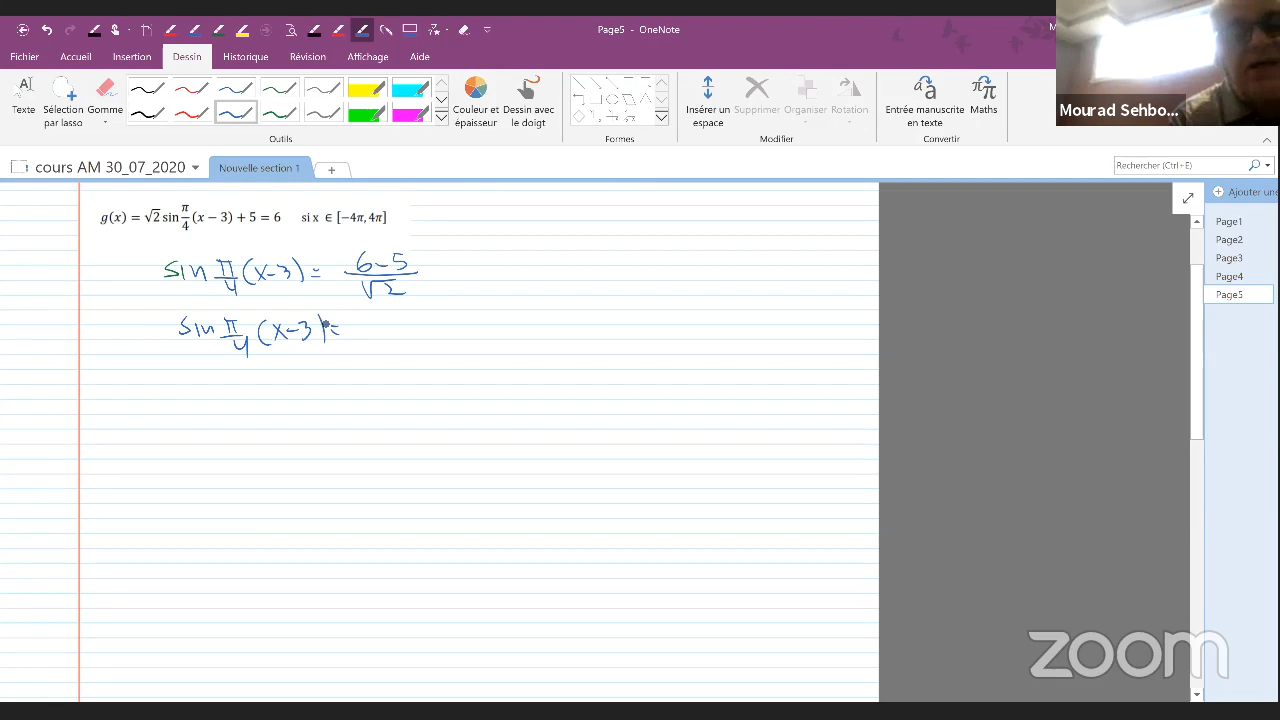 Page5 - OneNote
M
Fichier Accueil Insertion Dessin Historique Révision Affichage Aide
Mourad Sehbo...
Texte Sélection par lasso Gomme Couleur et épaisseur Dessin avec le doigt Insérer un espace Supprimer Organiser Rotation Entrée manuscrite en texte Maths
Outils Formes Modifier Convertir
cours AM 30_07_2020 Nouvelle section 1 + Rechercher (Ctrl+E)
Ajouter une
g(x) = √2 sin π/4 (x − 3) + 5 = 6 si x ∈ [−4π, 4π]
Page1
Page2
Page3
Page4
Page5
sin π/4 (x-3) = 6-5/√2
sin π/4 (x-3) =
zoom